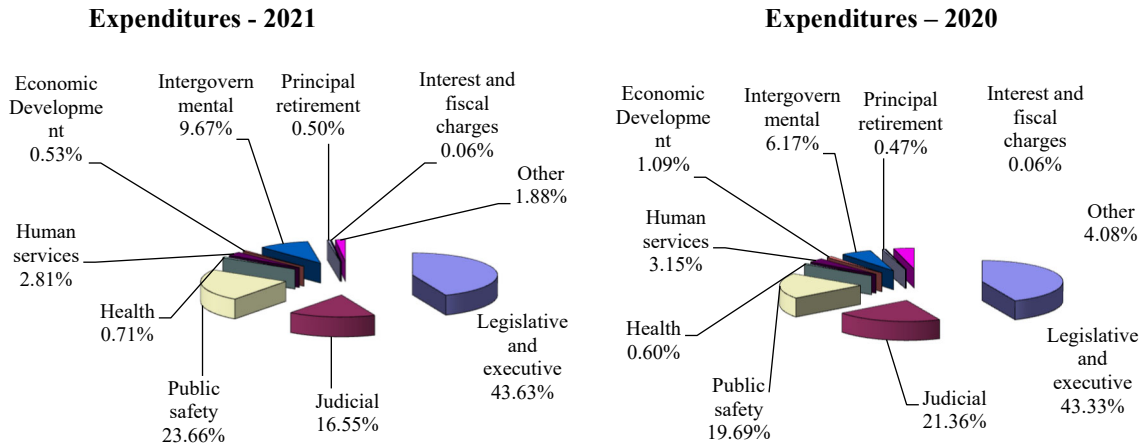 Expenditures - 2021
Economic
Developme
nt
0.53%
Intergovern
mental
9.67%
Principal
retirement
0.50%
Interest and
fiscal
charges
0.06%
Other
1.88%
Human
services
2.81%
Health
0.71%
Public
safety
23.66%
Judicial
16.55%
Legislative
and
executive
43.63%
Expenditures – 2020
Economic
Developme
nt
1.09%
Intergovern
mental
6.17%
Principal
retirement
0.47%
Interest and
fiscal
charges
0.06%
Other
4.08%
Human
services
3.15%
Health
0.60%
Public
safety
19.69%
Judicial
21.36%
Legislative
and
executive
43.33%